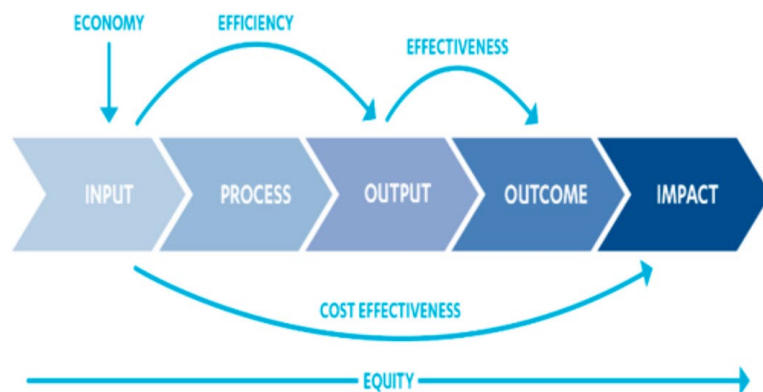 ECONOMY
EFFICIENCY
EFFECTIVENESS
INPUT
PROCESS
OUTPUT
OUTCOME
IMPACT
COST EFFECTIVENESS
EQUITY